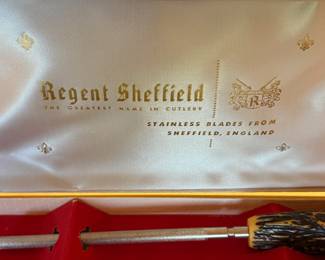 Regent Sheffield
THE GREATEST NAME IN CUTLERY
R
STAINLESS BLADES FROM
SHEFFIELD, ENGLAND